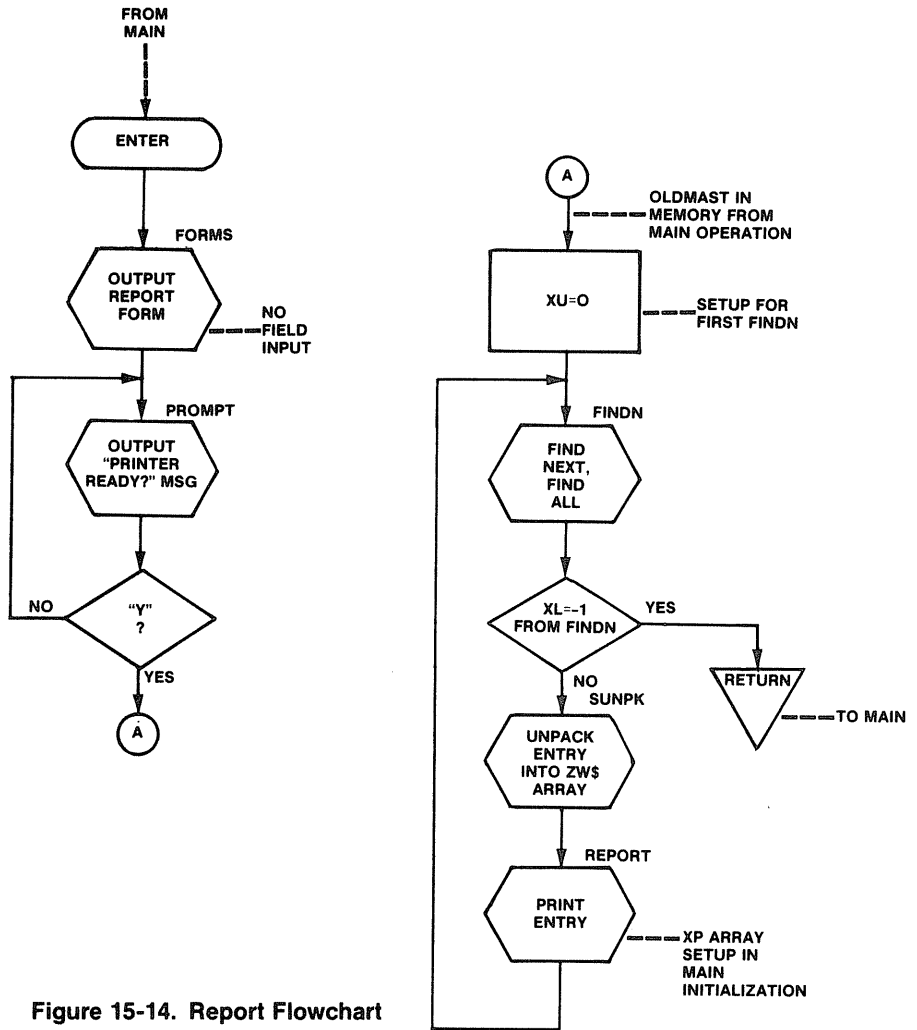 FROM
MAIN
ENTER
FORMS
OUTPUT
REPORT
FORM
NO
FIELD
INPUT
PROMPT
OUTPUT
“PRINTER
READY?” MSG
NO
“Y”
?
YES
A
A
OLDMAST IN
MEMORY FROM
MAIN OPERATION
XU=O
SETUP FOR
FIRST FINDN
FINDN
FIND
NEXT,
FIND
ALL
XL=-1
FROM FINDN
YES
RETURN
TO MAIN
NO
SUNPK
UNPACK
ENTRY
INTO ZW$
ARRAY
REPORT
PRINT
ENTRY
XP ARRAY
SETUP IN
MAIN
INITIALIZATION
Figure 15-14. Report Flowchart